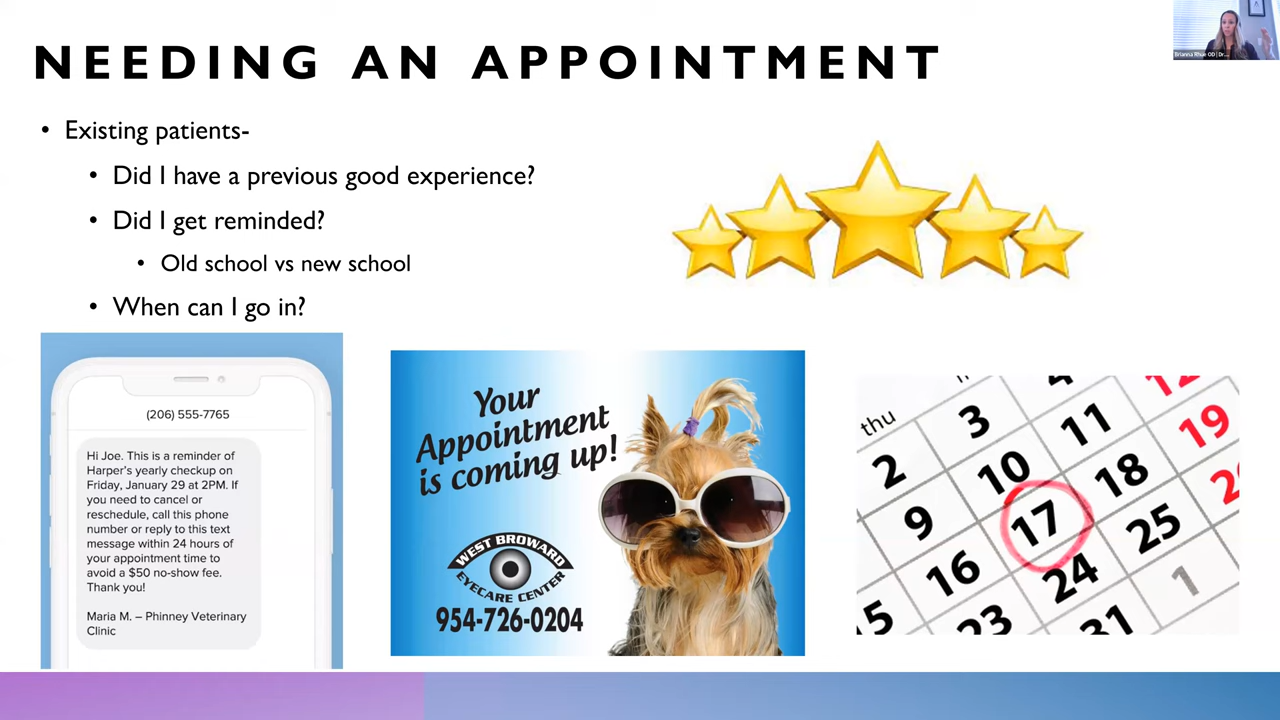 NEEDING AN APPOINTMENT
Brianna Rhue OD | Dr...
• Existing patients-
• Did I have a previous good experience?
• Did I get reminded?
• Old school vs new school
• When can I go in?
(206) 555-7765
Hi Joe. This is a reminder of
Harper's yearly checkup on
Friday, January 29 at 2PM. If
you need to cancel or
reschedule, call this phone
number or reply to this text
message within 24 hours of
your appointment time to
avoid a $50 no-show fee.
Thank you!
Maria M. – Phinney Veterinary
Clinic
Your
Appointment
is coming up!
WEST BROWARD
EYECARE CENTER
954-726-0204
thu
2 3 4
9 10 11 12
16 17 18 19
15 23 24 25
31 1